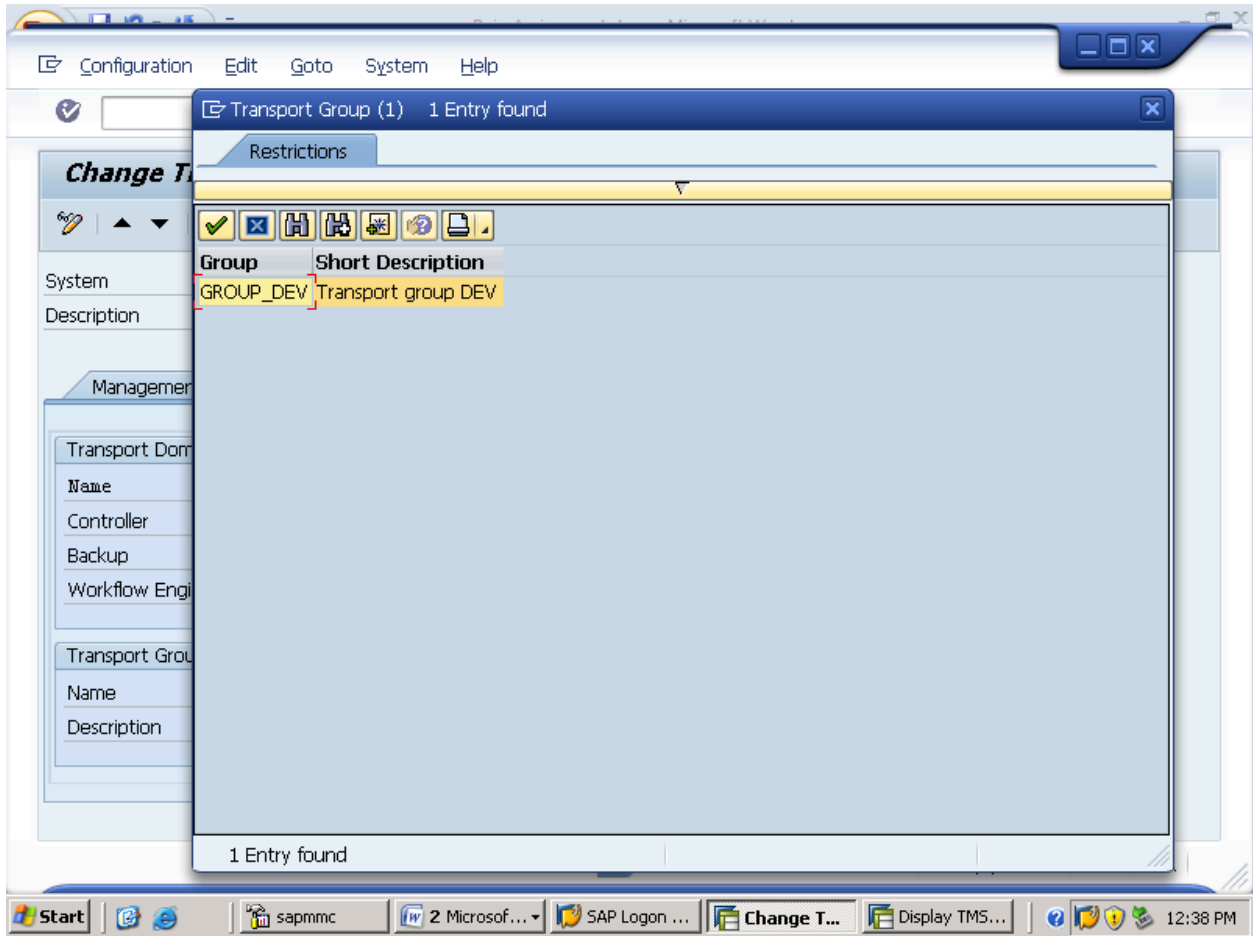 Configuration Edit Goto System Help
Transport Group (1) 1 Entry found
Restrictions
Change T
Group Short Description
GROUP_DEV Transport group DEV
System
Description
Managemen
Transport Dom
Name
Controller
Backup
Workflow Engi
Transport Grou
Name
Description
1 Entry found
Start sapmmc 2 Microsof... SAP Logon ... Change T... Display TMS... 12:38 PM